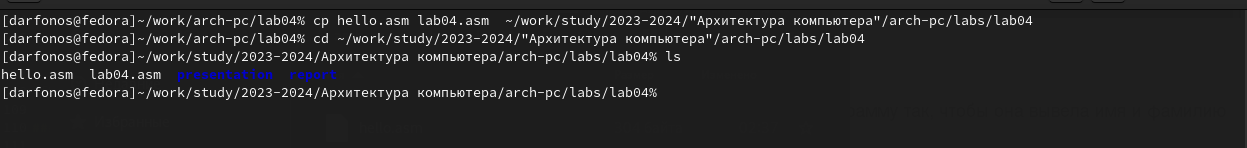 [darfonos@fedora]~/work/arch-pc/lab04% cp hello.asm lab04.asm  ~/work/study/2023-2024/"Архитектура компьютера"/arch-pc/labs/lab04
[darfonos@fedora]~/work/arch-pc/lab04% cd ~/work/study/2023-2024/"Архитектура компьютера"/arch-pc/labs/lab04
[darfonos@fedora]~/work/study/2023-2024/Архитектура компьютера/arch-pc/labs/lab04% ls
hello.asm  lab04.asm  presentation  report
[darfonos@fedora]~/work/study/2023-2024/Архитектура компьютера/arch-pc/labs/lab04%